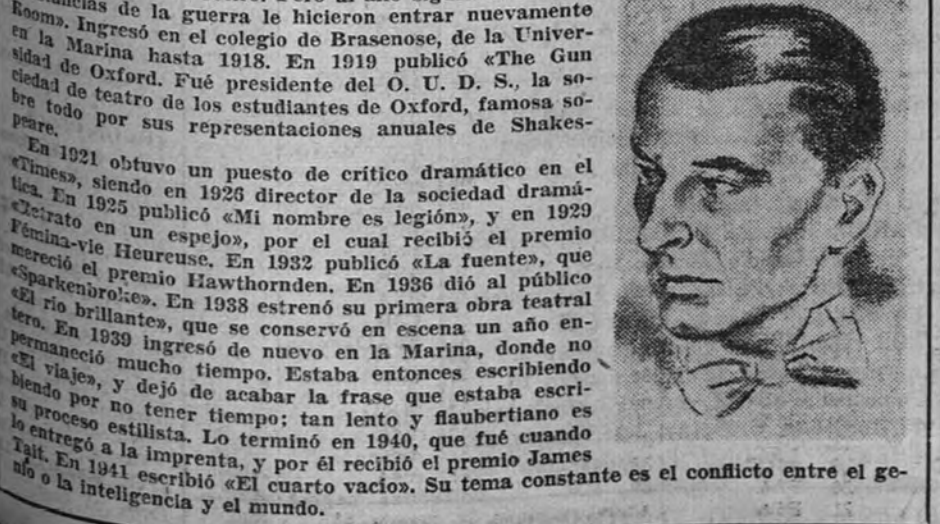 de la guerra le hicieron entrar nuevamente
Room». Ingresó en el colegio de Brasenose, de la Univer-
en la Marina hasta 1918. En 1919 publicó «The Gun
sidad de Oxford. Fué presidente del O. U. D. S., la so-
ciedad de teatro de los estudiantes de Oxford, famosa so-
bre todo por sus representaciones anuales de Shakes-
peare.
En 1921 obtuvo un puesto de crítico dramático en el
«Times», siendo en 1926 director de la sociedad dramá-
tica. En 1925 publicó «Mi nombre es legión», y en 1929
«Retrato en un espejo», por el cual recibió el premio
Fémina-vie Heureuse. En 1932 publicó «La fuente», que
mereció el premio Hawthornden. En 1936 dió al público
«Sparkenbroke». En 1938 estrenó su primera obra teatral
«El río brillante», que se conservó en escena un año en-
tero. En 1939 ingresó de nuevo en la Marina, donde no
permaneció mucho tiempo. Estaba entonces escribiendo
«El viaje», y dejó de acabar la frase que estaba escri-
biendo por no tener tiempo; tan lento y flaubertiano es
su proceso estilista. Lo terminó en 1940, que fué cuando
lo entregó a la imprenta, y por él recibió el premio James
Tait. En 1941 escribió «El cuarto vacío». Su tema constante es el conflicto entre el ge-
nio o la inteligencia y el mundo.